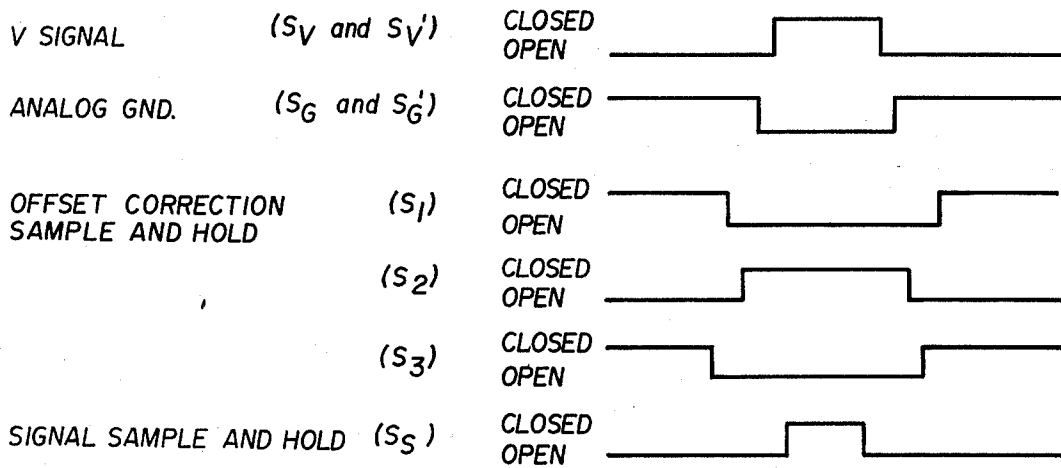 V SIGNAL (SV and SV') CLOSED
OPEN
ANALOG GND. (SG and SG') CLOSED
OPEN
OFFSET CORRECTION (S1) CLOSED
SAMPLE AND HOLD OPEN
(S2) CLOSED
OPEN
(S3) CLOSED
OPEN
SIGNAL SAMPLE AND HOLD (SS) CLOSED
OPEN